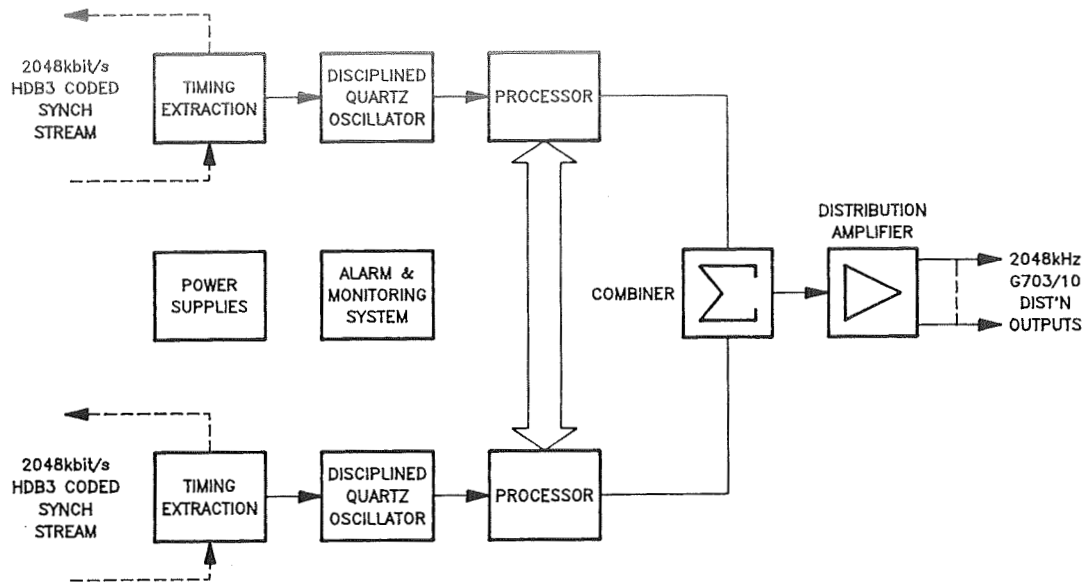 2048kbit/s
HDB3 CODED
SYNCH
STREAM
TIMING
EXTRACTION
DISCIPLINED
QUARTZ
OSCILLATOR
PROCESSOR
POWER
SUPPLIES
ALARM &
MONITORING
SYSTEM
COMBINER
Σ
DISTRIBUTION
AMPLIFIER
2048kHz
G703/10
DIST'N
OUTPUTS
2048kbit/s
HDB3 CODED
SYNCH
STREAM
TIMING
EXTRACTION
DISCIPLINED
QUARTZ
OSCILLATOR
PROCESSOR